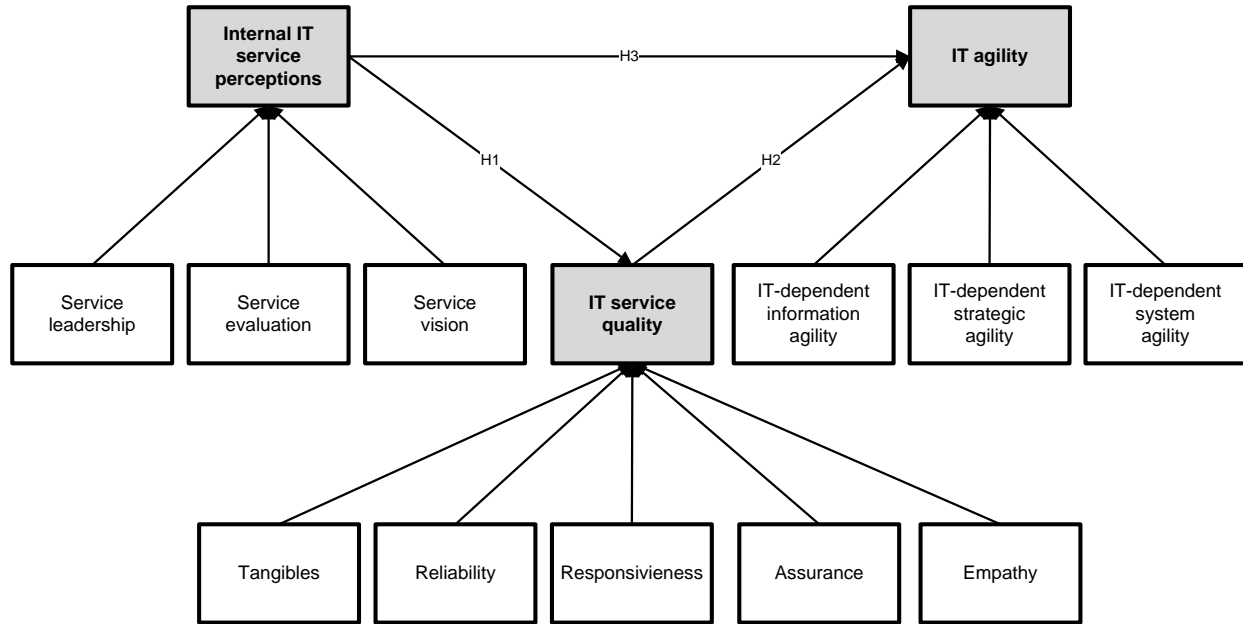 Internal IT
service
perceptions
H3
IT agility
H1
H2
Service
leadership
Service
evaluation
Service
vision
IT service
quality
IT-dependent
information
agility
IT-dependent
strategic
agility
IT-dependent
system
agility
Tangibles
Reliability
Responsivieness
Assurance
Empathy